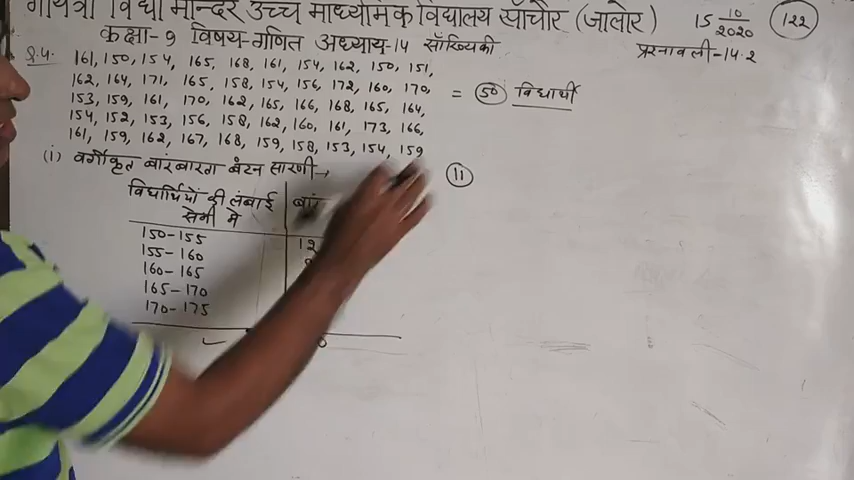 गायत्री विद्या मन्दिर उच्च माध्यमिक विद्यालय साँचौर (जालोर)
15 10/2020
122
कक्षा-9 विषय-गणित अध्याय-14 साँख्यिकी
प्रश्नावली-14.2
Q.4. 161, 150, 154, 165, 168, 161, 154, 162, 150, 151,
162, 164, 171, 165, 158, 154, 156, 172, 160, 170,
153, 159, 161, 170, 162, 165, 166, 168, 165, 164,
154, 152, 153, 156, 158, 162, 160, 161, 173, 166,
161, 159, 162, 167, 168, 159, 158, 153, 154, 159
= 50 विद्यार्थी
(i) वर्गीकृत बारंबारता बंटन सारणी→
11
विद्यार्थियों की लंबाई
सेमी मे
150-155 12
155-160
160-165
165-170
170-175